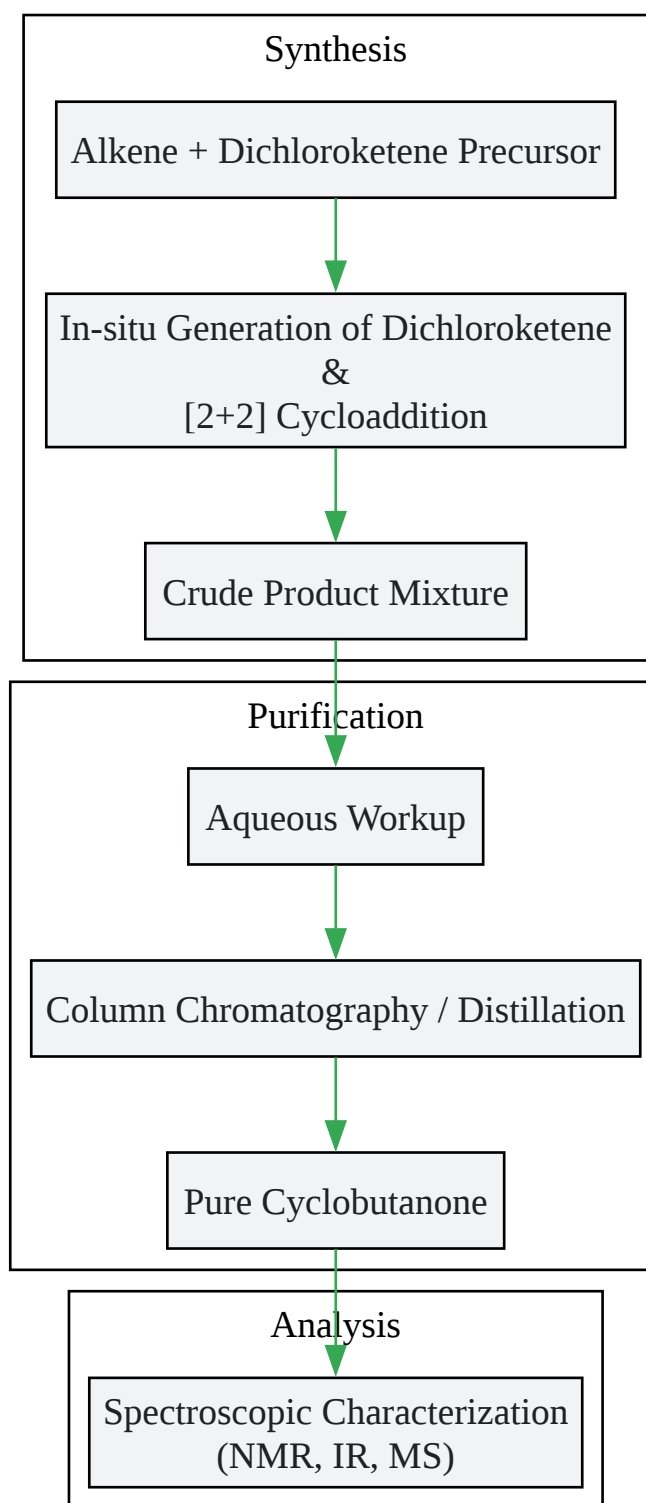 Synthesis
Alkene + Dichloroketene Precursor
In-situ Generation of Dichloroketene
&
[2+2] Cycloaddition
Crude Product Mixture
Purification
Aqueous Workup
Column Chromatography / Distillation
Pure Cyclobutanone
Analysis
Spectroscopic Characterization
(NMR, IR, MS)